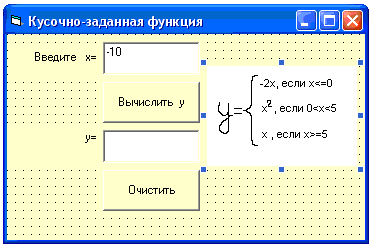 Кусочно-заданная функция
Введите x= -10
Вычислить y
y=
Очистить
y=
-2x, если x<=0
x², если 0<x<5
x , если x>=5